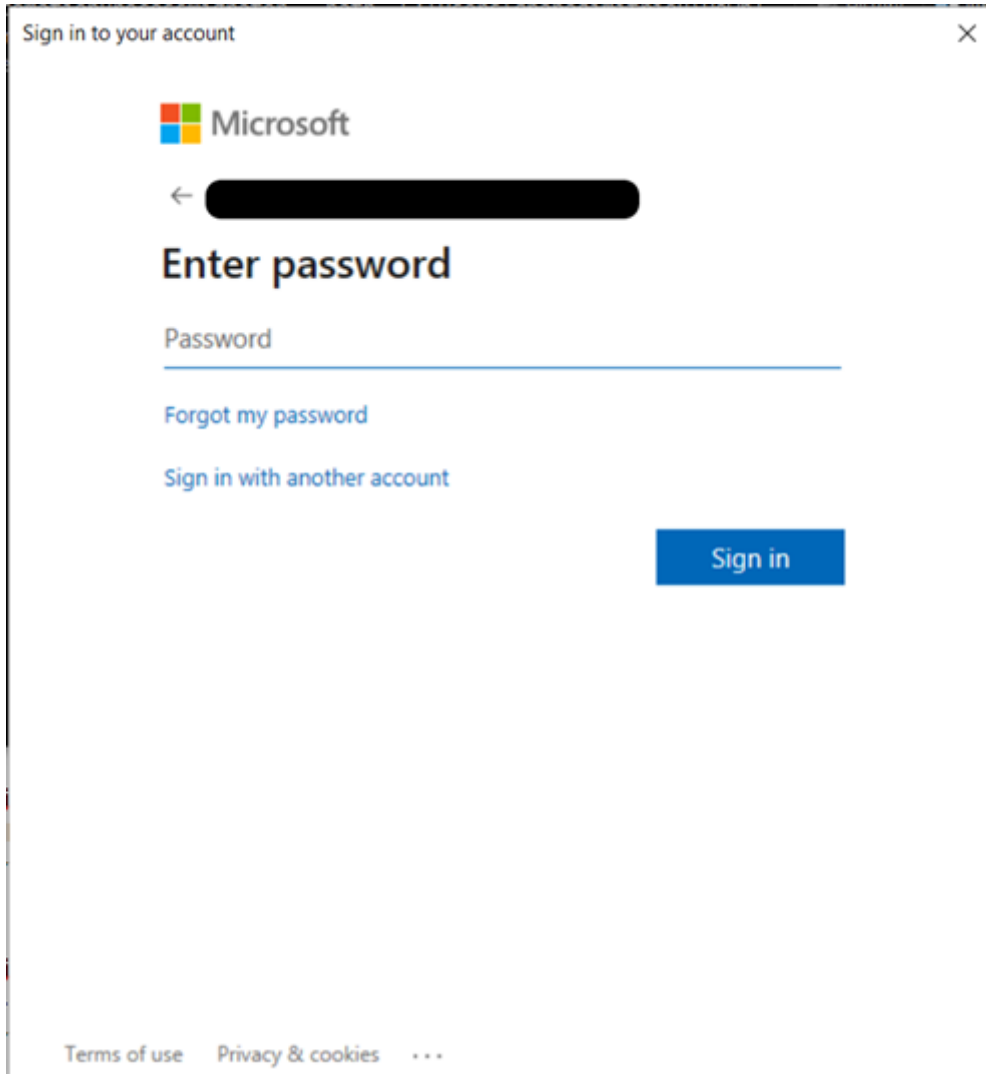 Sign in to your account
Microsoft
Enter password
Password
Forgot my password
Sign in with another account
Sign in
Terms of use Privacy & cookies ...